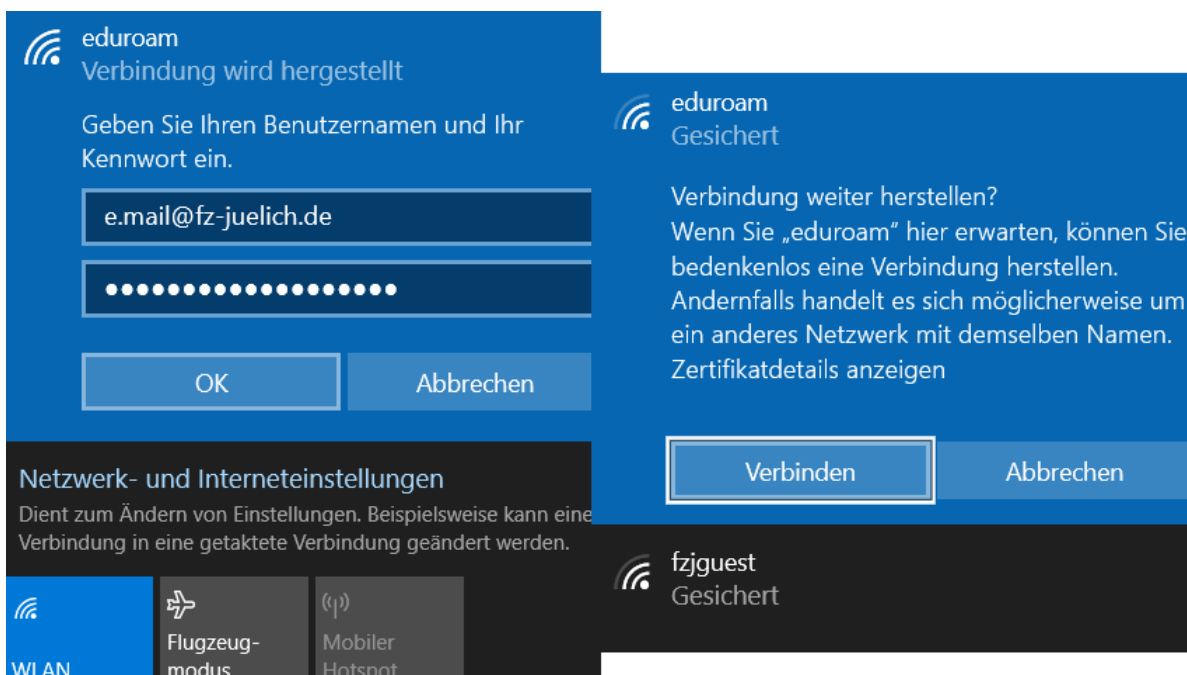 eduroam
Verbindung wird hergestellt
Geben Sie Ihren Benutzernamen und Ihr
Kennwort ein.
e.mail@fz-juelich.de
●●●●●●●●●●●●●●●●●●●
OK
Abbrechen
Netzwerk- und Interneteinstellungen
Dient zum Ändern von Einstellungen. Beispielsweise kann eine
Verbindung in eine getaktete Verbindung geändert werden.
WLAN
Flugzeug-
modus
Mobiler
Hotspot
eduroam
Gesichert
Verbindung weiter herstellen?
Wenn Sie „eduroam“ hier erwarten, können Sie
bedenkenlos eine Verbindung herstellen.
Andernfalls handelt es sich möglicherweise um
ein anderes Netzwerk mit demselben Namen.
Zertifikatdetails anzeigen
Verbinden
Abbrechen
fzjguest
Gesichert